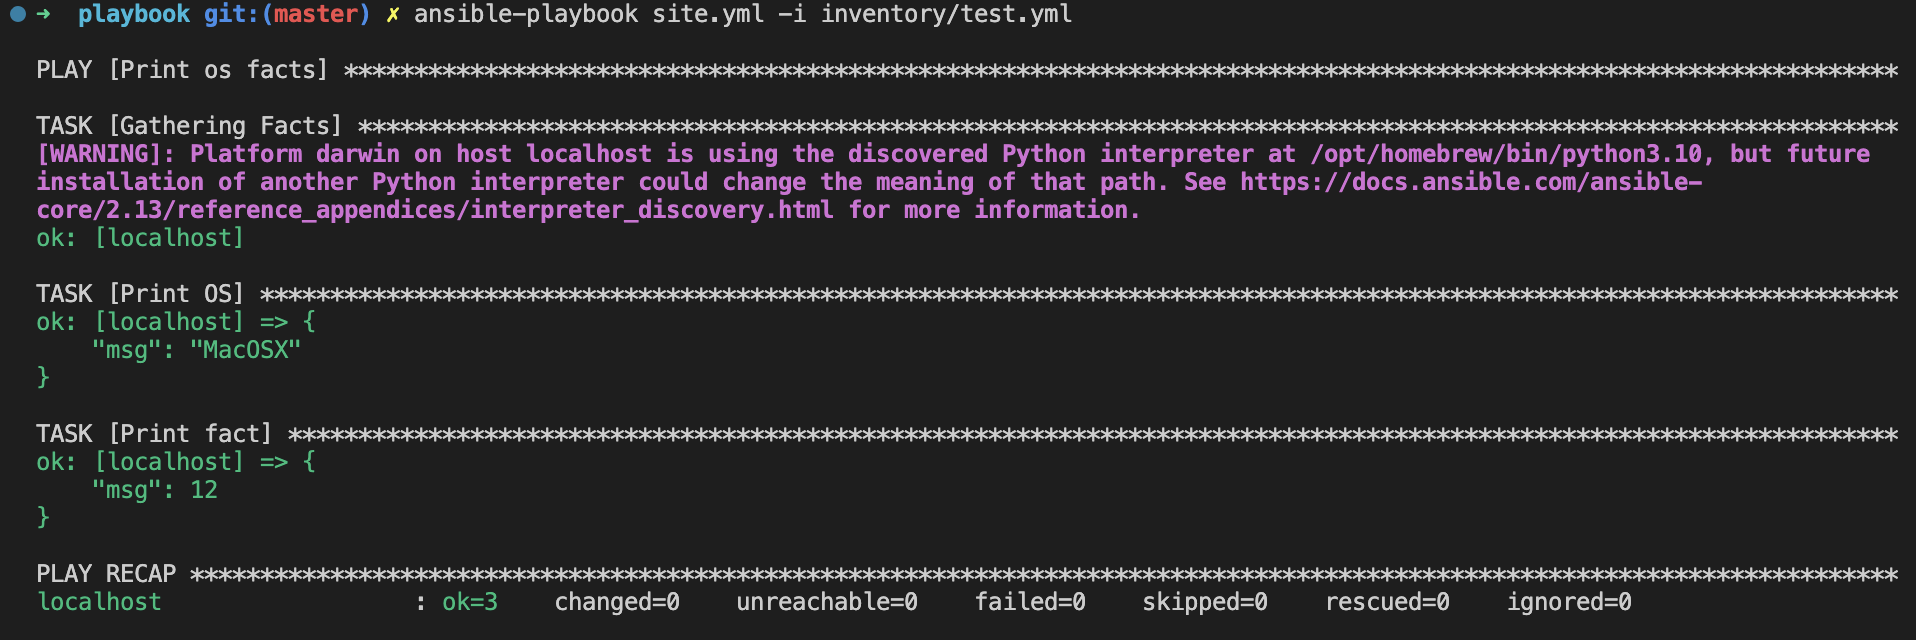 ➜  playbook git:(master) ✗ ansible-playbook site.yml -i inventory/test.yml
PLAY [Print os facts] ***************************************************************************************************************
TASK [Gathering Facts] **************************************************************************************************************
[WARNING]: Platform darwin on host localhost is using the discovered Python interpreter at /opt/homebrew/bin/python3.10, but future
installation of another Python interpreter could change the meaning of that path. See https://docs.ansible.com/ansible-
core/2.13/reference_appendices/interpreter_discovery.html for more information.
ok: [localhost]
TASK [Print OS] *********************************************************************************************************************
ok: [localhost] => {
    "msg": "MacOSX"
}
TASK [Print fact] *******************************************************************************************************************
ok: [localhost] => {
    "msg": 12
}
PLAY RECAP **************************************************************************************************************************
localhost                  : ok=3    changed=0    unreachable=0    failed=0    skipped=0    rescued=0    ignored=0